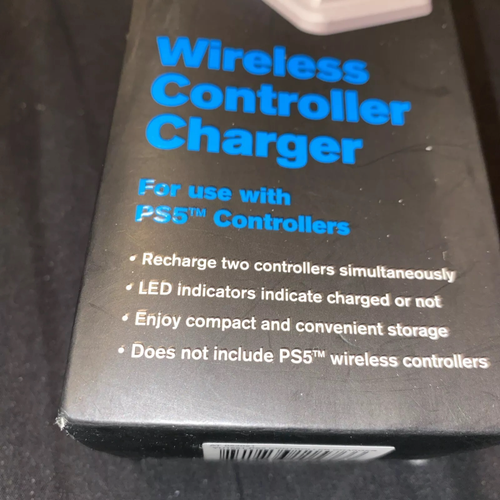 Wireless
Controller
Charger
For use with
PS5™ Controllers
• Recharge two controllers simultaneously
• LED indicators indicate charged or not
• Enjoy compact and convenient storage
• Does not include PS5™ wireless controllers